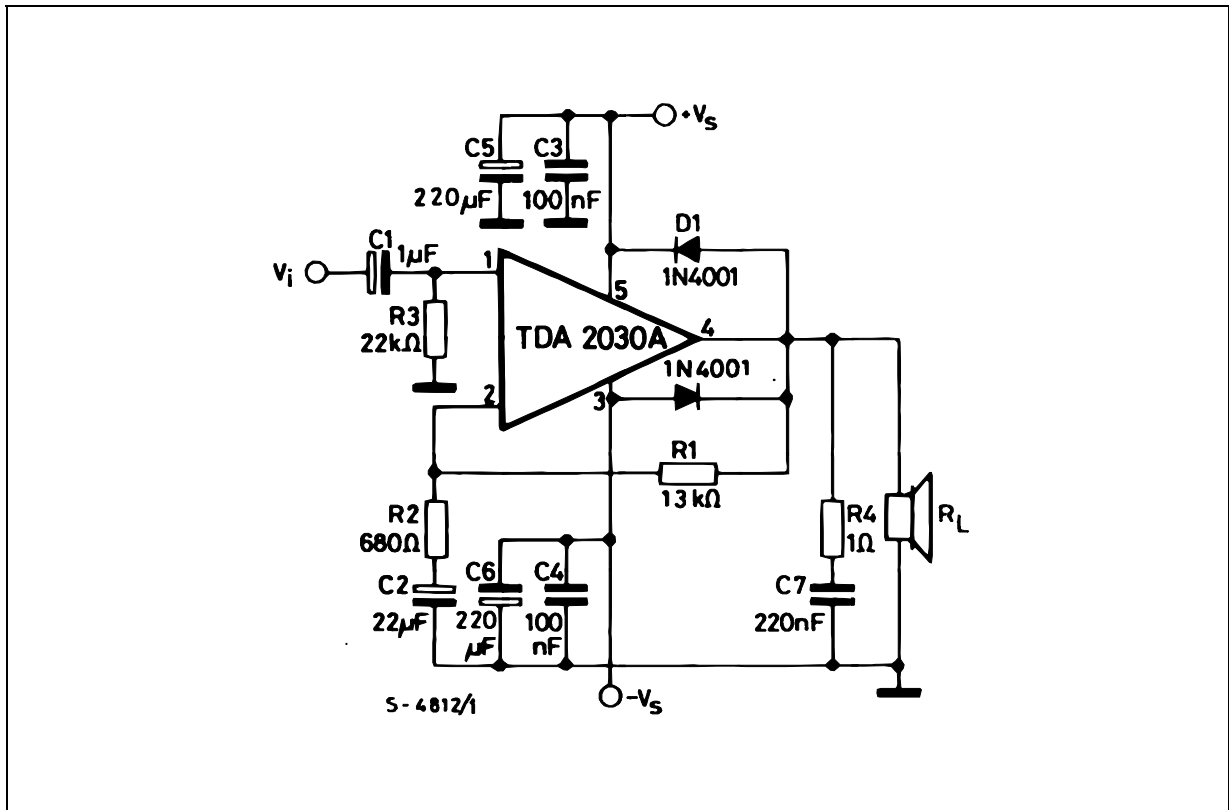 +Vs
C5
C3
220µF
100 nF
C1
1µF
D1
Vi
1
1N4001
5
R3
22kΩ
TDA 2030A
4
1N4001
2
3
R1
13kΩ
R2
680Ω
R4
1Ω
RL
C2
C6
C4
C7
22µF
220
µF
100
nF
220nF
-Vs
S-4812/1